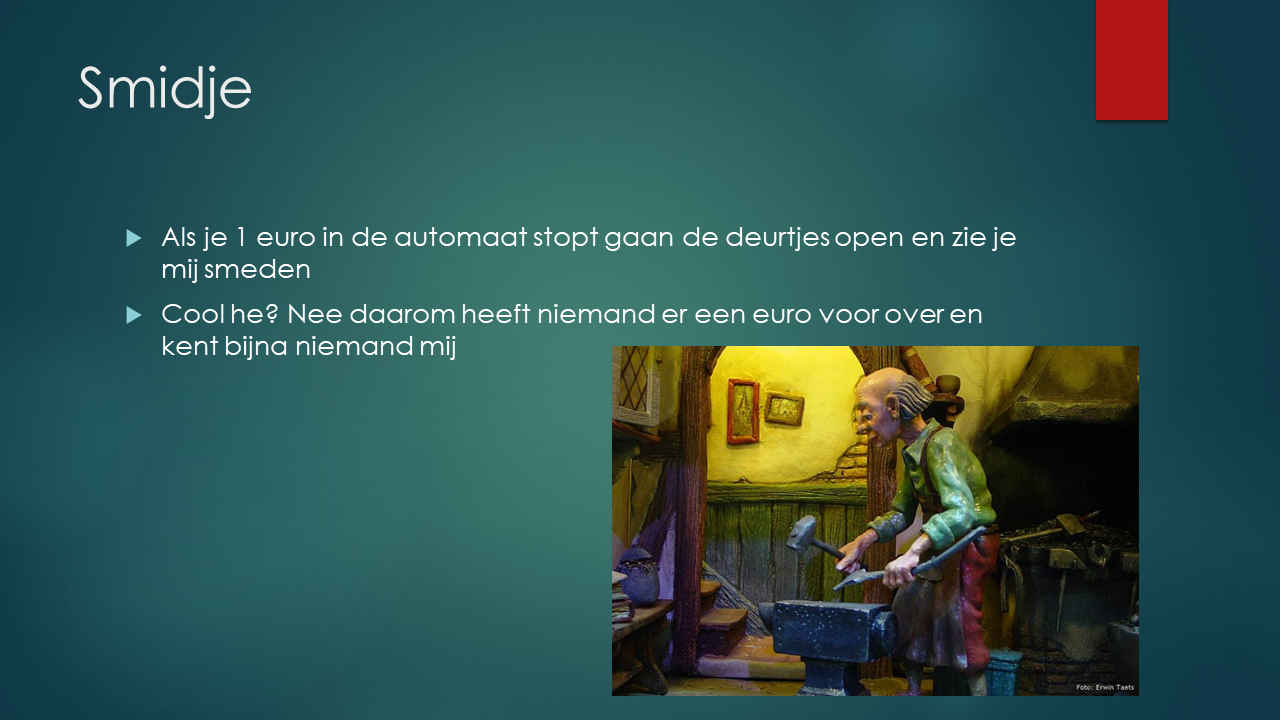 Smidje
Als je 1 euro in de automaat stopt gaan de deurtjes open en zie je
mij smeden
Cool he? Nee daarom heeft niemand er een euro voor over en
kent bijna niemand mij
Foto: Erwin Taets